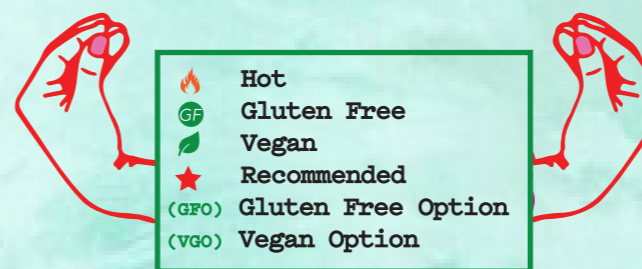 Hot
GF Gluten Free
Vegan
Recommended
(GFO) Gluten Free Option
(VGO) Vegan Option